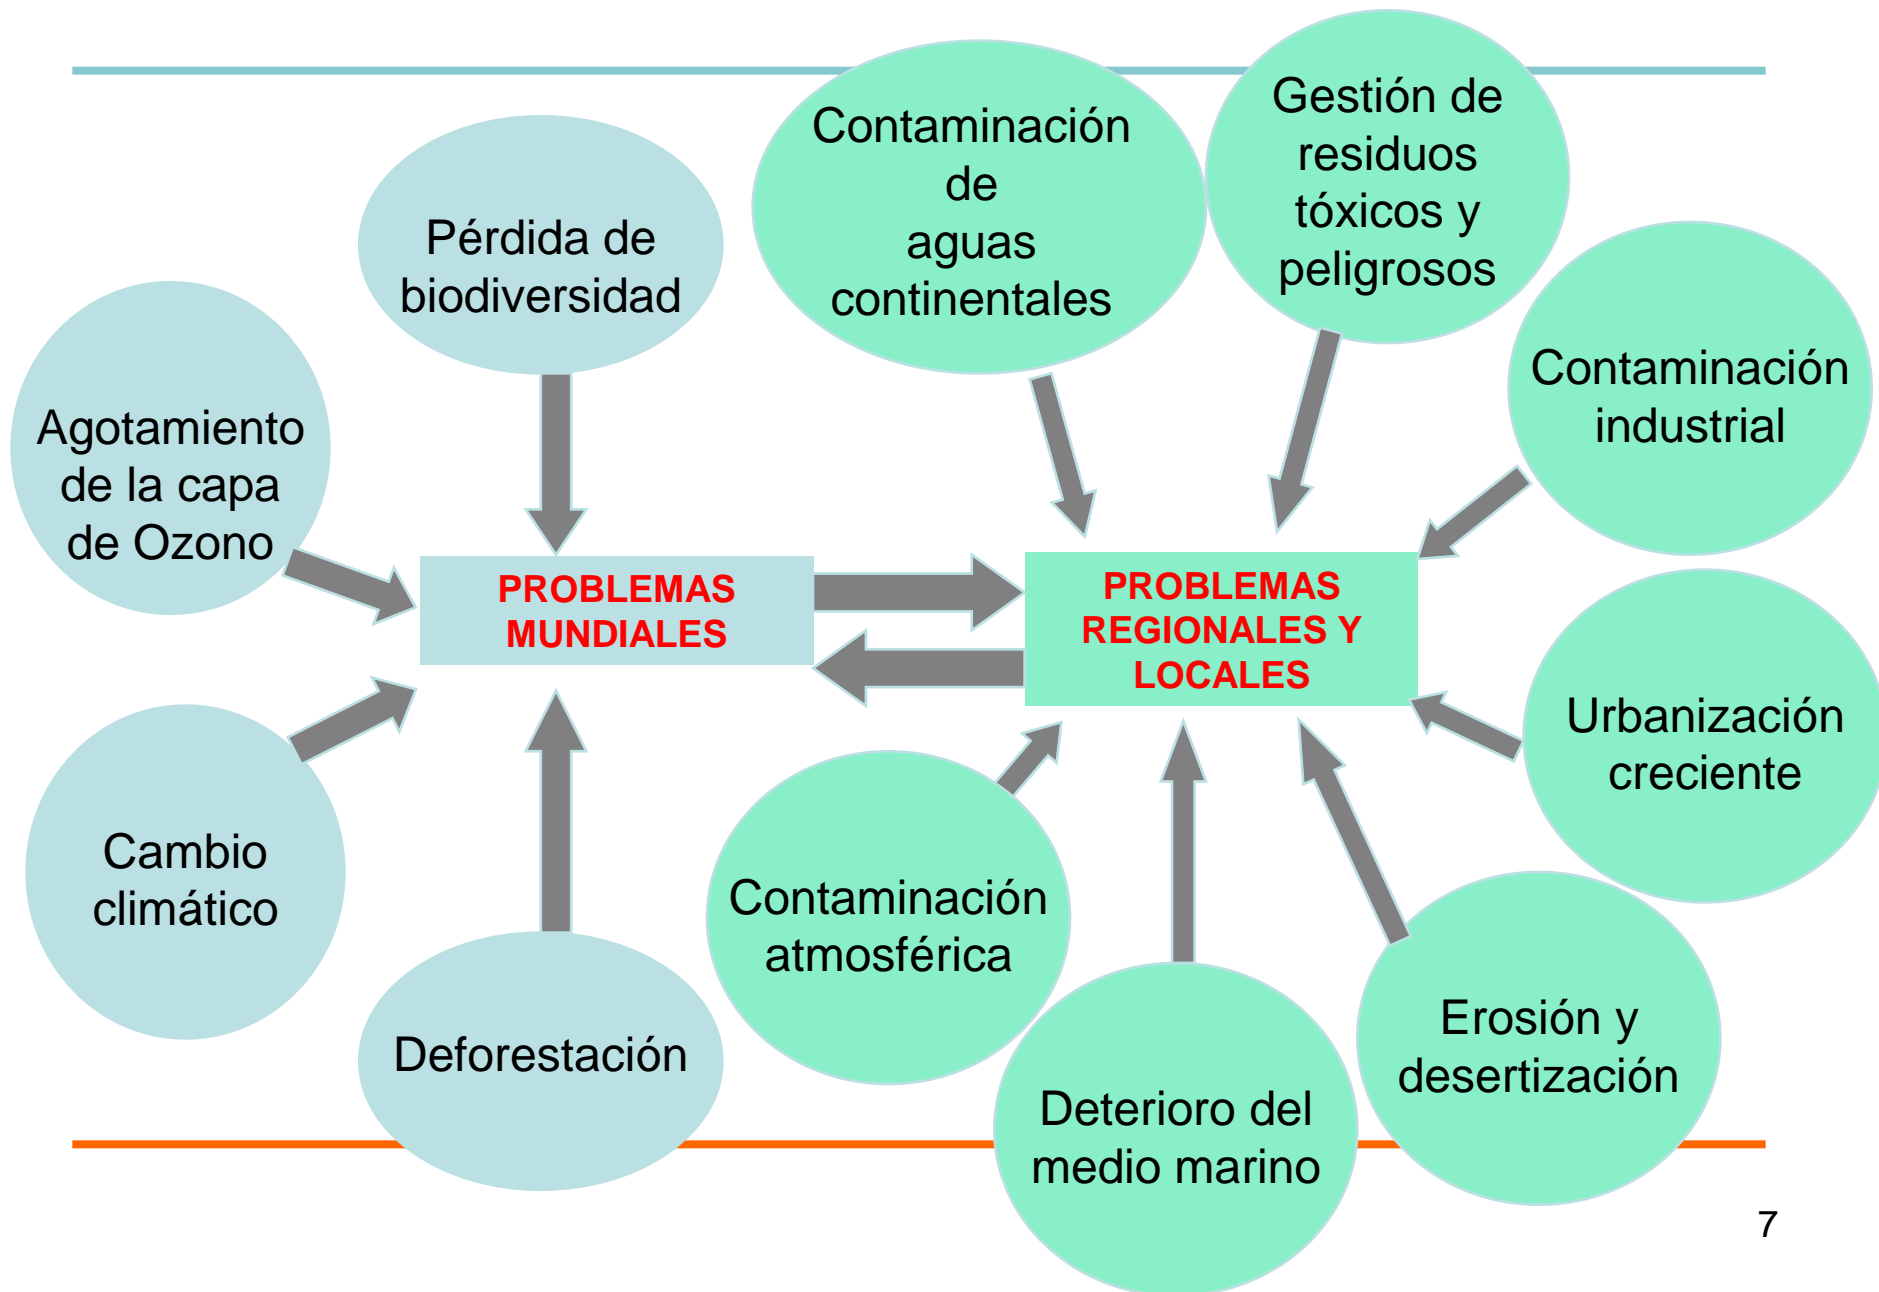 Pérdida de
biodiversidad
Agotamiento
de la capa
de Ozono
PROBLEMAS
MUNDIALES
Cambio
climático
Deforestación
Contaminación
de
aguas
continentales
Gestión de
residuos
tóxicos y
peligrosos
Contaminación
industrial
PROBLEMAS
REGIONALES Y
LOCALES
Urbanización
creciente
Contaminación
atmosférica
Deterioro del
medio marino
Erosión y
desertización
7